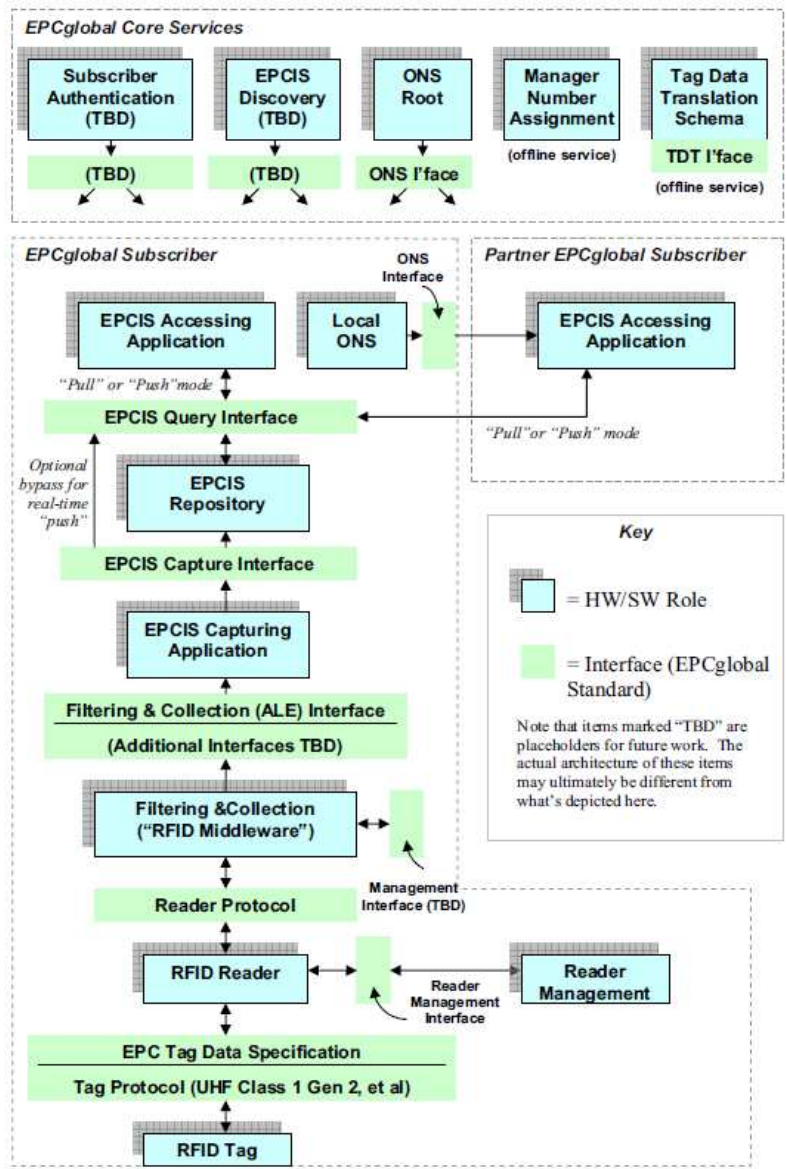 EPCglobal Core Services
Subscriber
Authentication
(TBD)
EPCIS
Discovery
(TBD)
ONS
Root
Manager
Number
Assignment
Tag Data
Translation
Schema
(TBD)
(TBD)
ONS I'face
(offline service)
TDT I'face
(offline service)
EPCglobal Subscriber
ONS
Interface
Partner EPCglobal Subscriber
EPCIS Accessing
Application
Local
ONS
EPCIS Accessing
Application
"Pull" or "Push"mode
EPCIS Query Interface
"Pull"or "Push" mode
Optional
bypass for
real-time
"push"
EPCIS
Repository
EPCIS Capture Interface
EPCIS Capturing
Application
Filtering & Collection (ALE) Interface
(Additional Interfaces TBD)
Filtering &Collection
("RFID Middleware")
Management
Interface (TBD)
Reader Protocol
RFID Reader
Reader
Management
Interface
Reader
Management
EPC Tag Data Specification
Tag Protocol (UHF Class 1 Gen 2, et al)
RFID Tag
Key
= HW/SW Role
= Interface (EPCglobal
Standard)
Note that items marked "TBD" are
placeholders for future work. The
actual architecture of these items
may ultimately be different from
what's depicted here.